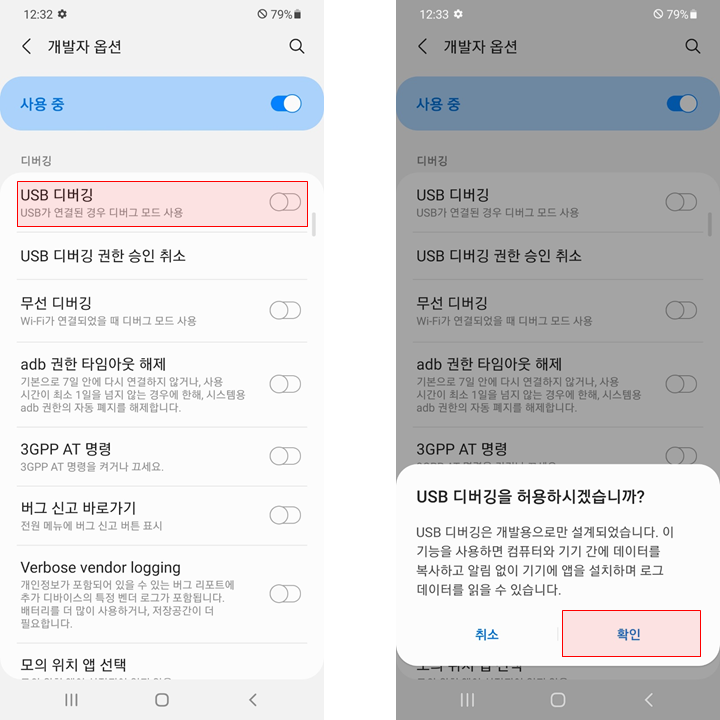 12:32
79%
개발자 옵션
사용 중
디버깅
USB 디버깅
USB가 연결된 경우 디버그 모드 사용
USB 디버깅 권한 승인 취소
무선 디버깅
Wi-Fi가 연결되었을 때 디버그 모드 사용
adb 권한 타임아웃 해제
기본으로 7일 안에 다시 연결하지 않거나, 사용
시간이 최소 1일을 넘지 않는 경우에 한해, 시스템용
adb 권한의 자동 폐지를 해제합니다.
3GPP AT 명령
3GPP AT 명령을 켜거나 끄세요.
버그 신고 바로가기
전원 메뉴에 버그 신고 버튼 표시
Verbose vendor logging
개인정보가 포함되어 있을 수 있는 버그 리포트에
추가 디바이스의 특정 벤더 로그가 포함됩니다.
배터리를 더 많이 사용하거나, 저장공간이 더
필요합니다.
모의 위치 앱 선택
12:33
79%
개발자 옵션
사용 중
디버깅
USB 디버깅
USB가 연결된 경우 디버그 모드 사용
USB 디버깅 권한 승인 취소
무선 디버깅
Wi-Fi가 연결되었을 때 디버그 모드 사용
adb 권한 타임아웃 해제
기본으로 7일 안에 다시 연결하지 않거나, 사용
시간이 최소 1일을 넘지 않는 경우에 한해, 시스템용
adb 권한의 자동 폐지를 해제합니다.
3GPP AT 명령
USB 디버깅을 허용하시겠습니까?
USB 디버깅은 개발용으로만 설계되었습니다. 이
기능을 사용하면 컴퓨터와 기기 간에 데이터를
복사하고 알림 없이 기기에 앱을 설치하며 로그
데이터를 읽을 수 있습니다.
취소
확인